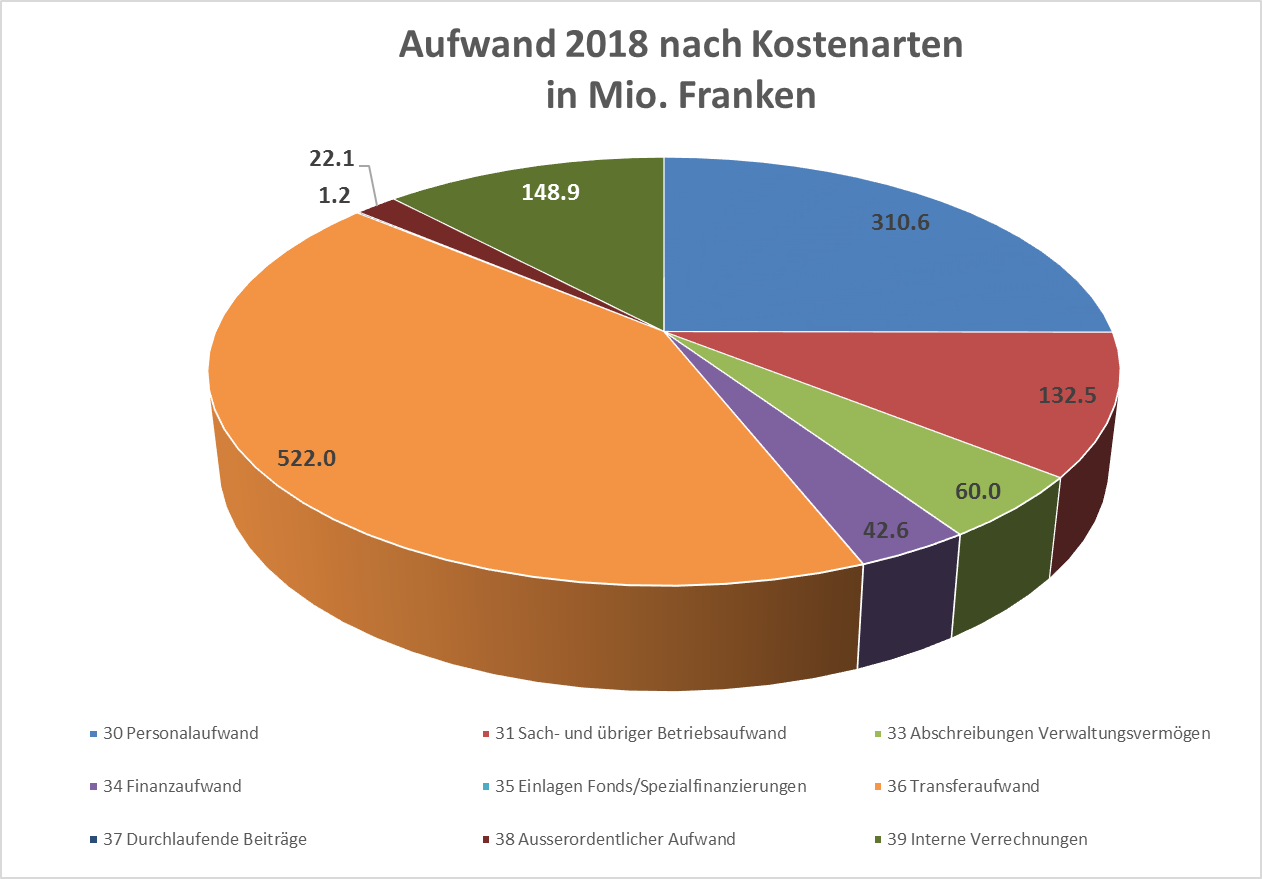 Aufwand 2018 nach Kostenarten
in Mio. Franken
22.1
1.2
148.9
310.6
132.5
522.0
60.0
42.6
30 Personalaufwand
31 Sach- und übriger Betriebsaufwand
33 Abschreibungen Verwaltungsvermögen
34 Finanzaufwand
35 Einlagen Fonds/Spezialfinanzierungen
36 Transferaufwand
37 Durchlaufende Beiträge
38 Ausserordentlicher Aufwand
39 Interne Verrechnungen